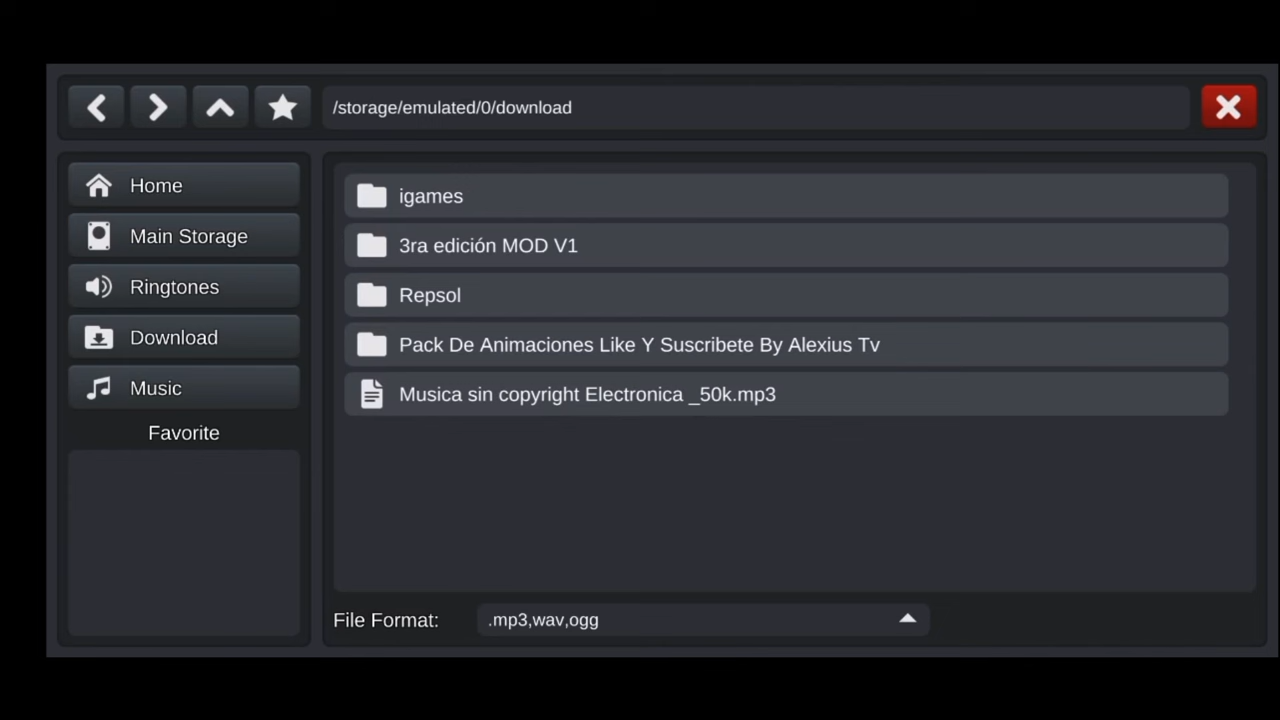 /storage/emulated/0/download
Home
Main Storage
Ringtones
Download
Music
Favorite
igames
3ra edición MOD V1
Repsol
Pack De Animaciones Like Y Suscribete By Alexius Tv
Musica sin copyright Electronica _50k.mp3
File Format: .mp3,wav,ogg